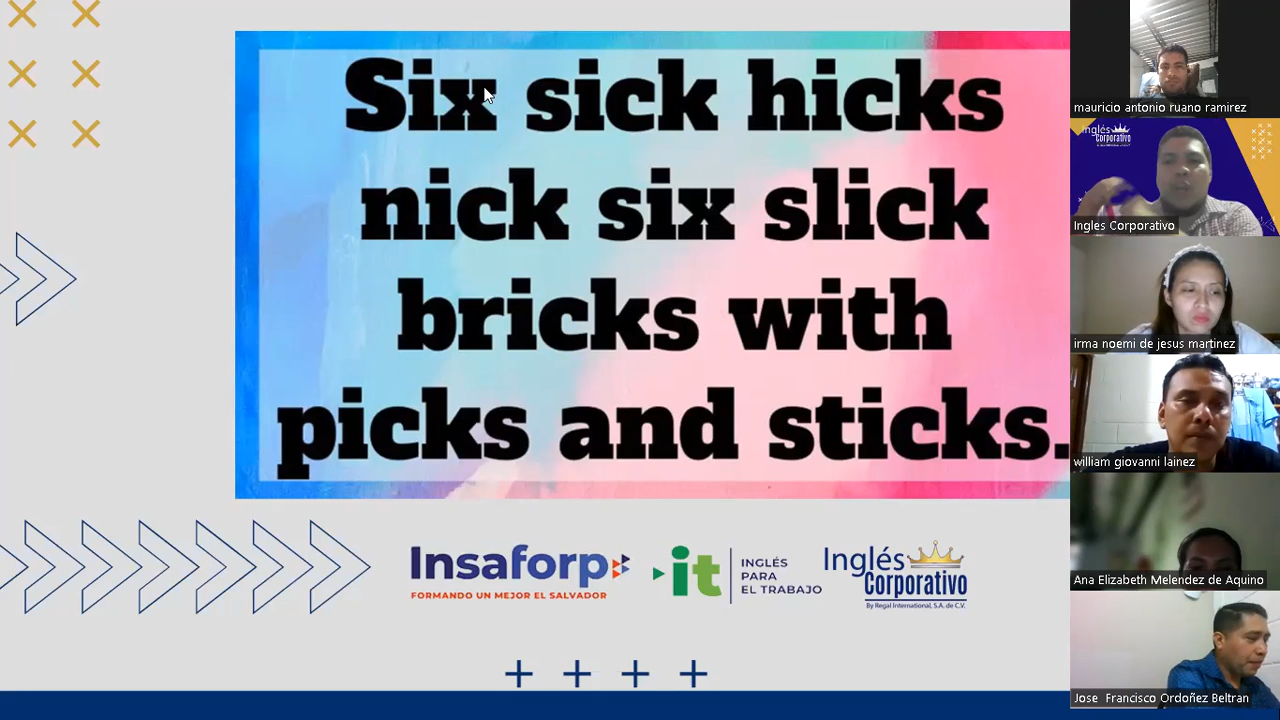 Six sick hicks
nick six slick
bricks with
picks and sticks.
Insaforp
FORMANDO UN MEJOR EL SALVADOR
it
INGLÉS
PARA
EL TRABAJO
Inglés
Corporativo
By Regal International, S.A. de C.V.
mauricio antonio ruano ramirez
Inglés
Corporativo
Ingles Corporativo
irma noemi de jesus martinez
william giovanni lainez
Ana Elizabeth Melendez de Aquino
Jose Francisco Ordoñez Beltran